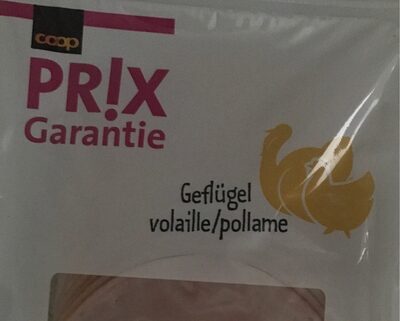 coop
PR!X
Garantie
Geflügel
volaille/pollame